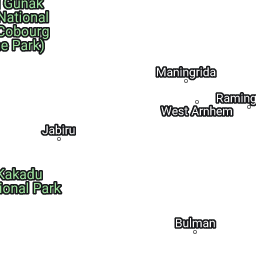 Gunak
National
Cobourg
e Park)
Maningrida
Raming
West Arnhem
Jabiru
Kakadu
ional Park
Bulman